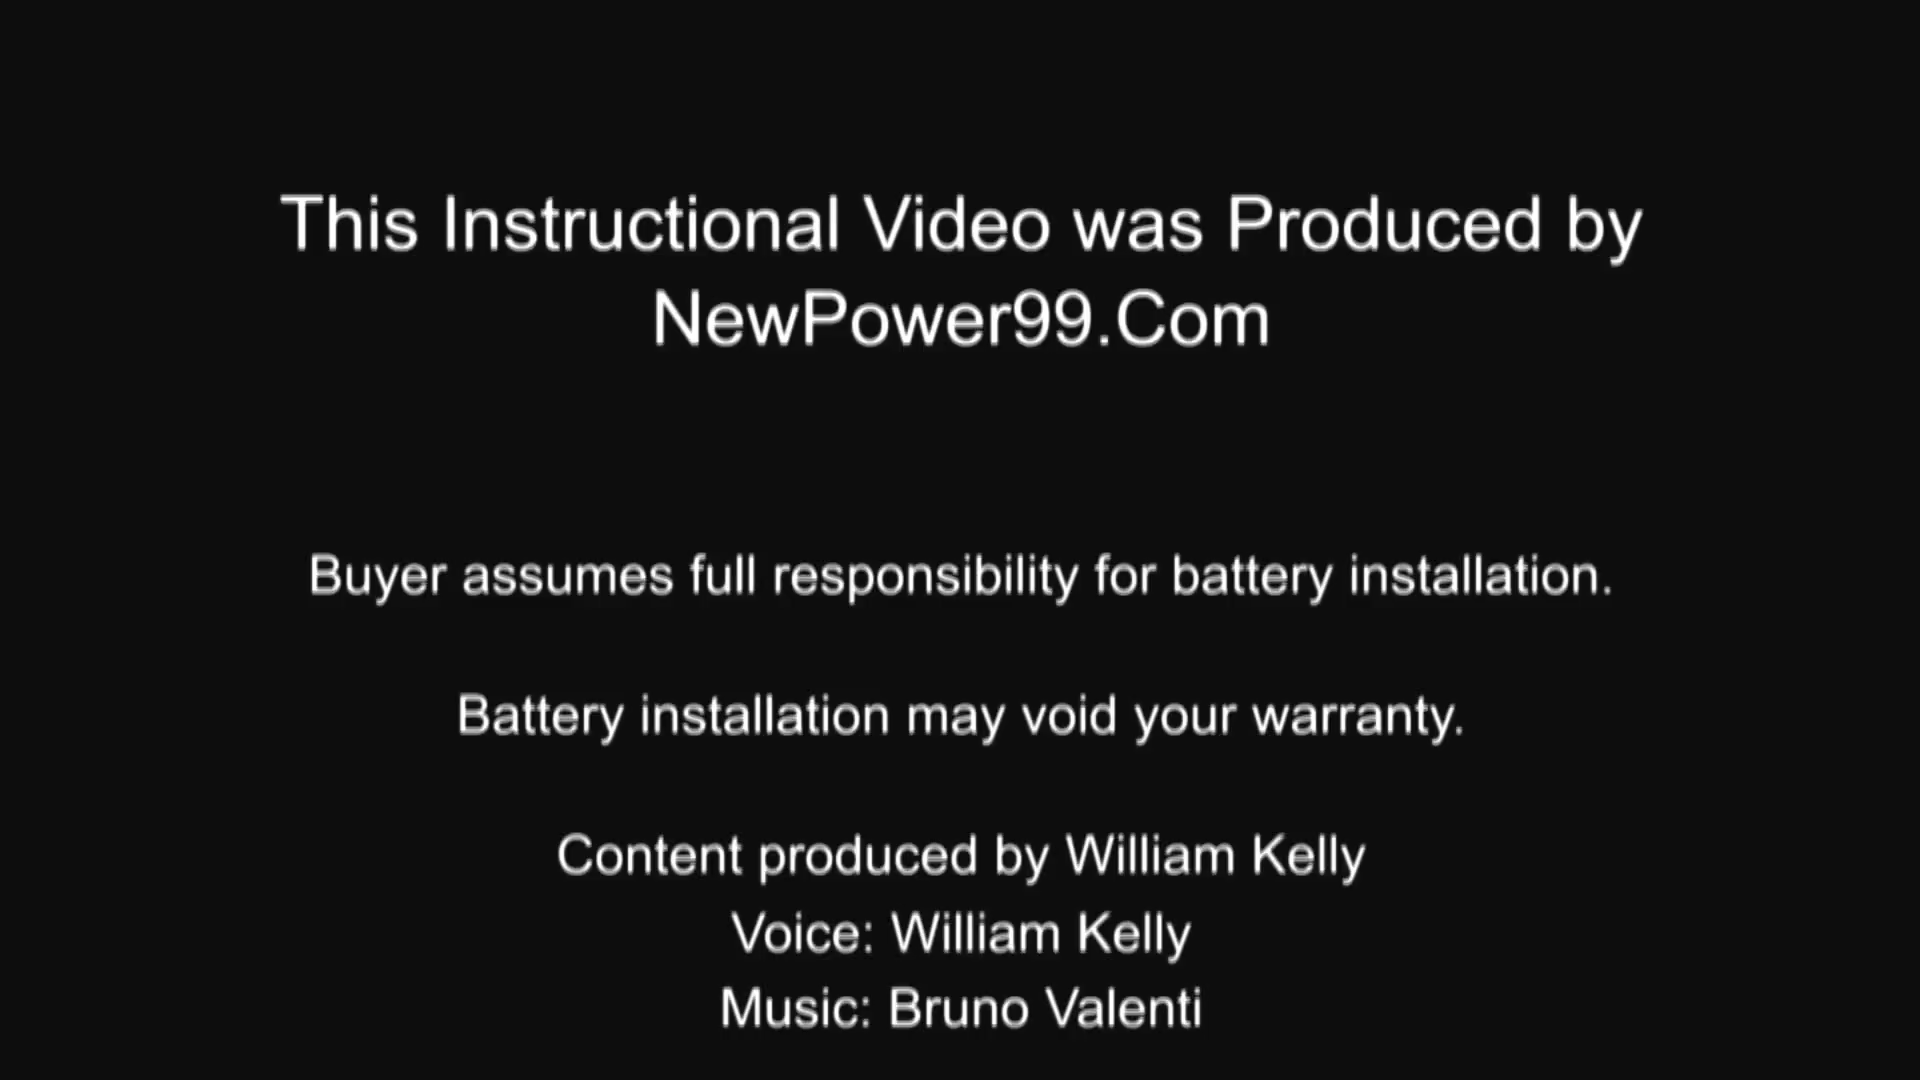 This Instructional Video was Produced by
NewPower99.Com
Buyer assumes full responsibility for battery installation.
Battery installation may void your warranty.
Content produced by William Kelly
Voice: William Kelly
Music: Bruno Valenti